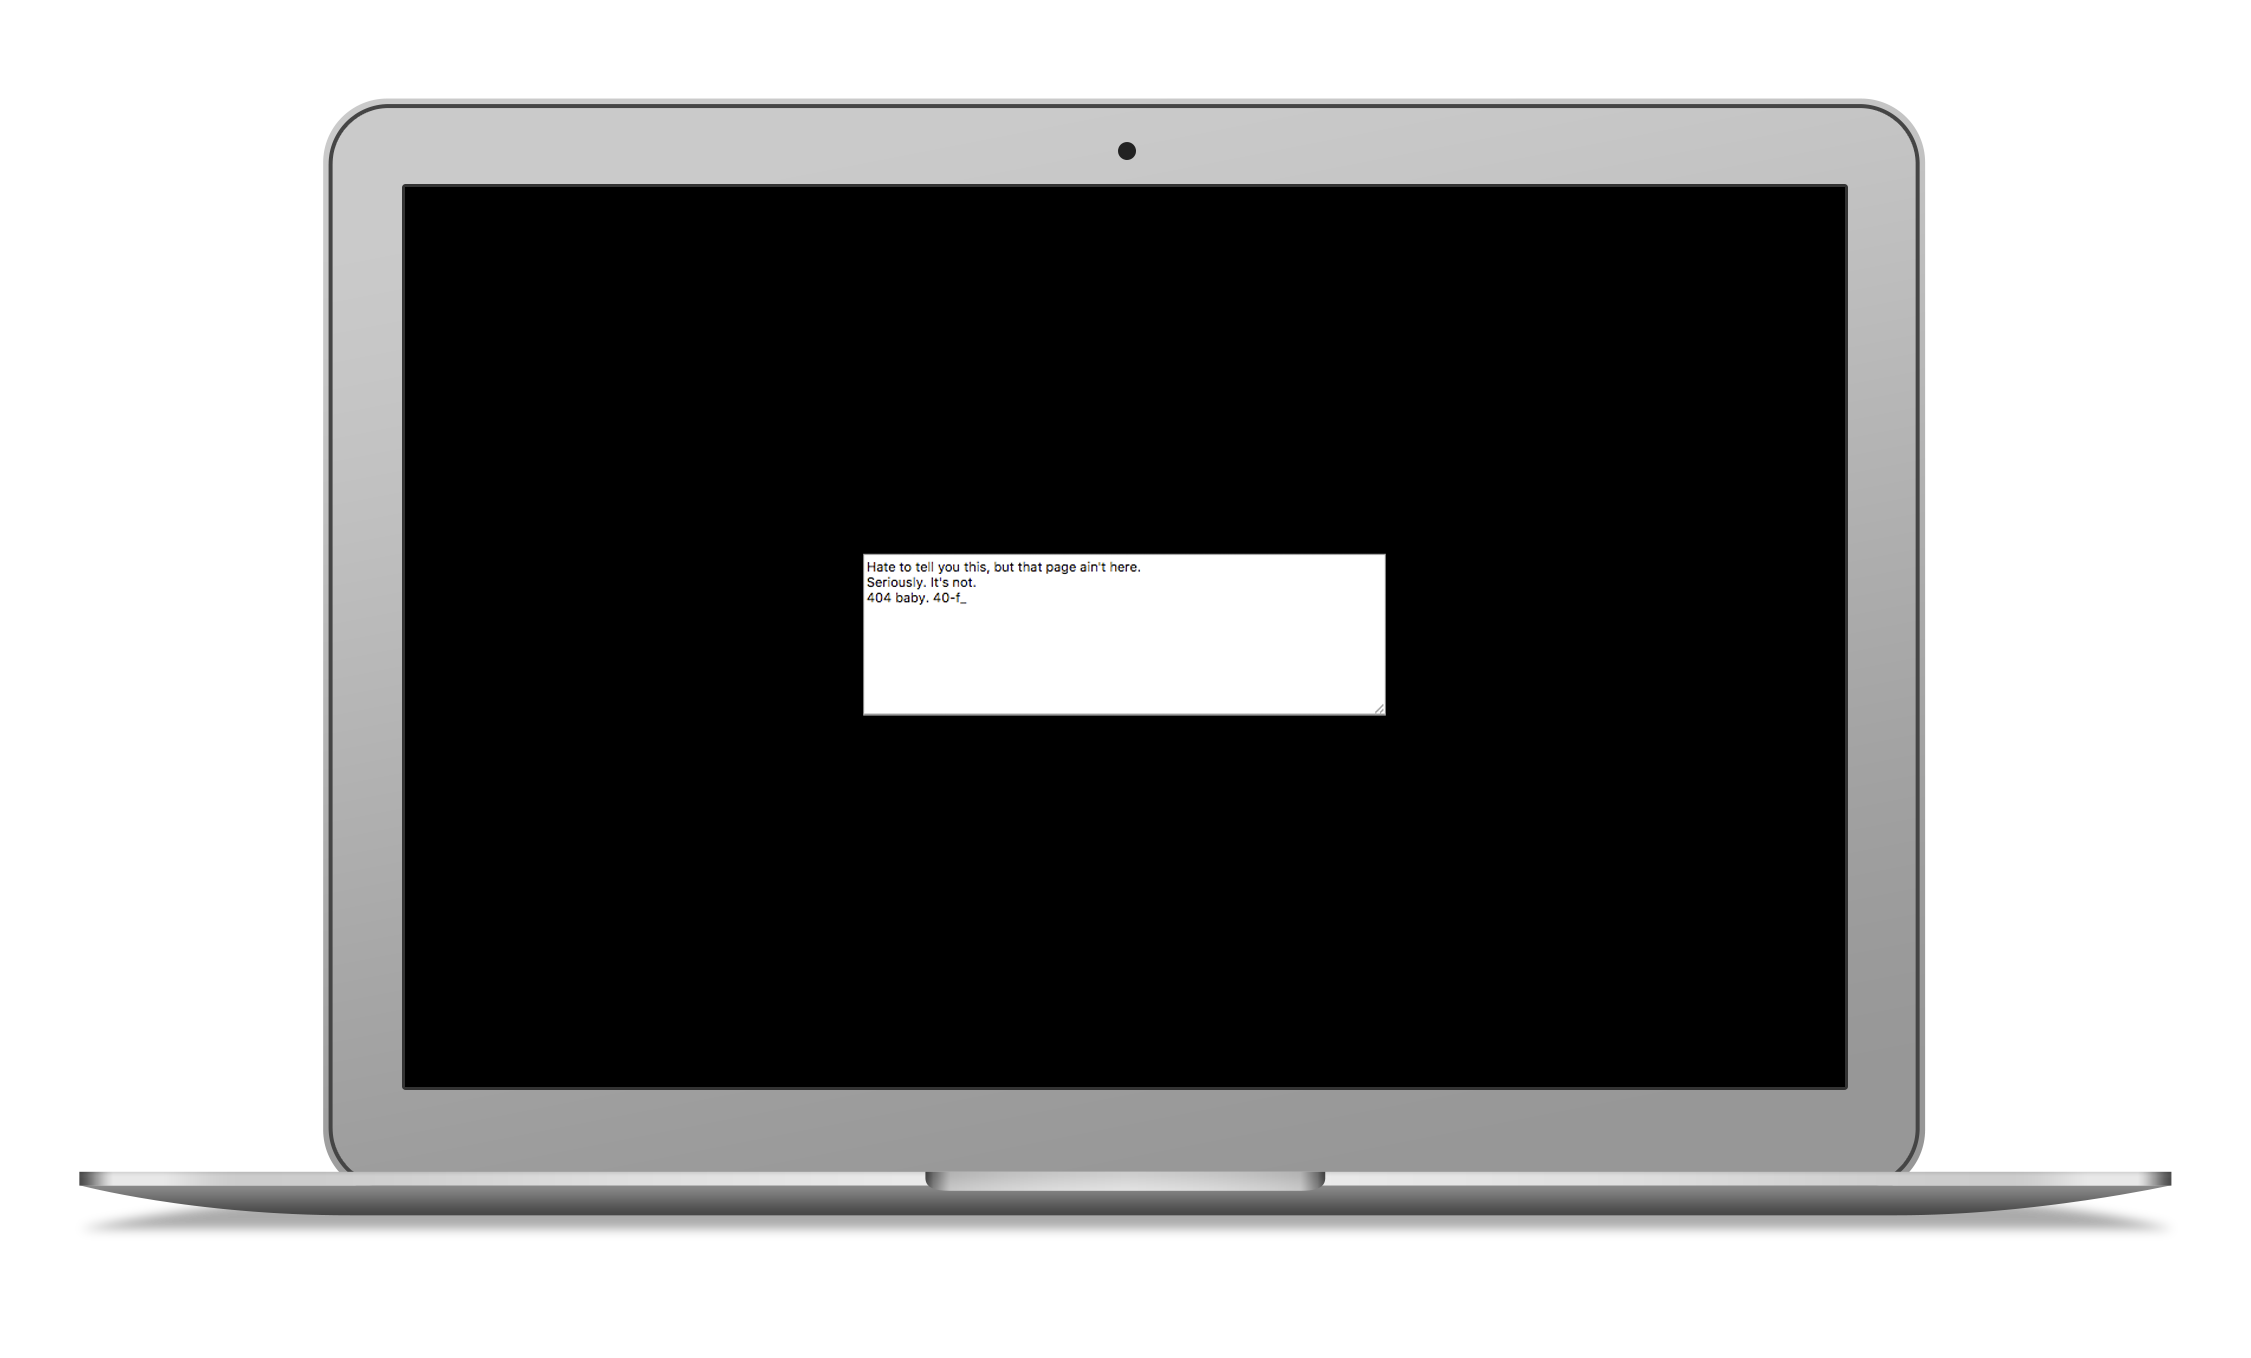 Hate to tell you this, but that page ain't here.
Seriously. It's not.
404 baby. 40-f_